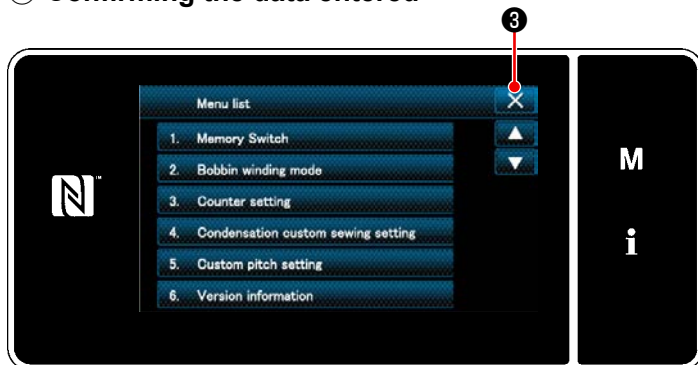 Confirming the data entered
❸
Menu list
1. Memory Switch
2. Bobbin winding mode
3. Counter setting
4. Condensation custom sewing setting
5. Custom pitch setting
6. Version information
M
i